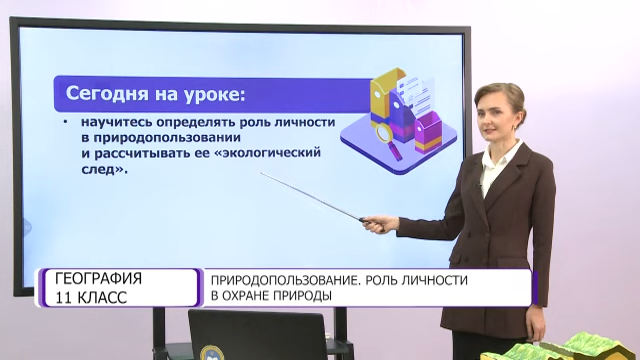 Сегодня на уроке:
• научитесь определять роль личности
в природопользовании
и рассчитывать ее «экологический
след».
ГЕОГРАФИЯ
11 КЛАСС
ПРИРОДОПОЛЬЗОВАНИЕ. РОЛЬ ЛИЧНОСТИ
В ОХРАНЕ ПРИРОДЫ